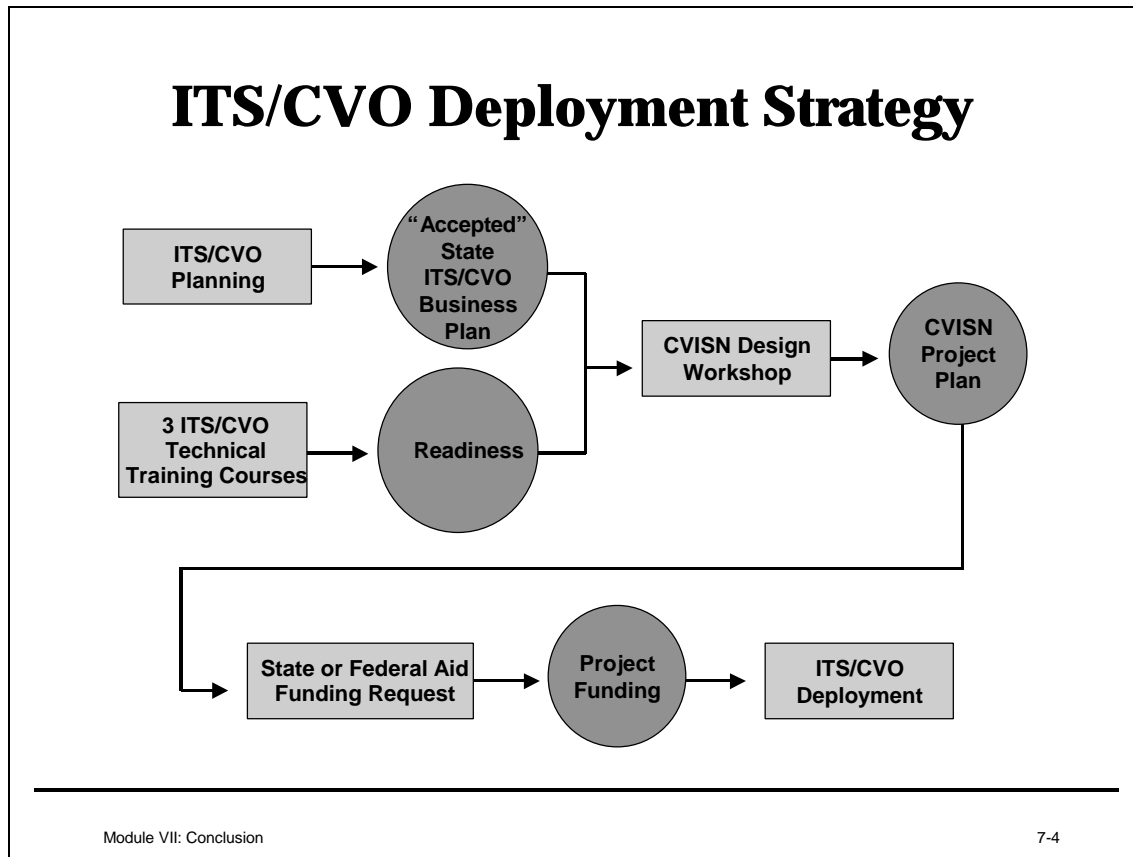 ITS/CVO Deployment Strategy
ITS/CVO
Planning
“Accepted”
State
ITS/CVO
Business
Plan
3 ITS/CVO
Technical
Training Courses
Readiness
CVISN Design
Workshop
CVISN
Project
Plan
State or Federal Aid
Funding Request
Project
Funding
ITS/CVO
Deployment
Module VII: Conclusion
7-4